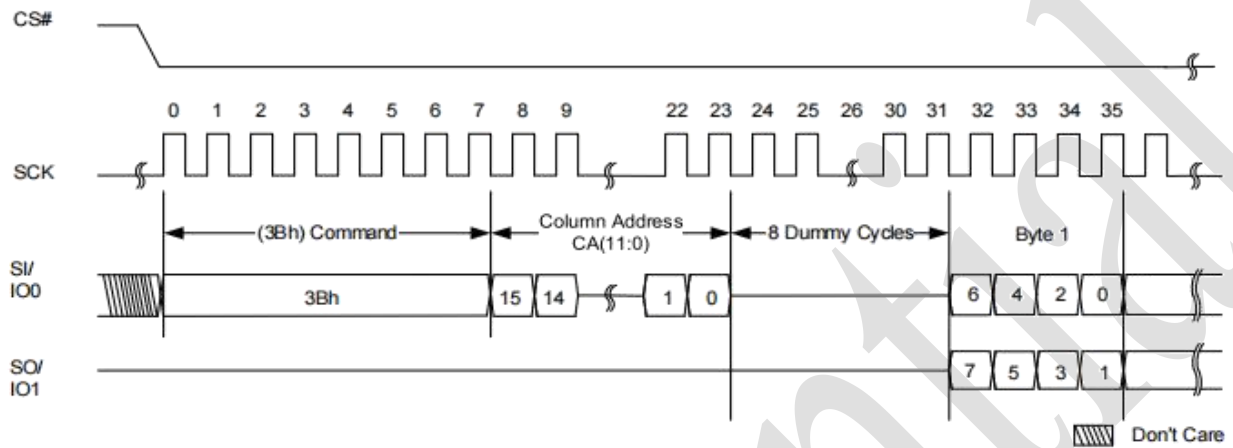 CS#
0 1 2 3 4 5 6 7 8 9 22 23 24 25 26 30 31 32 33 34 35
SCK
(3Bh) Command
Column Address
CA(11:0)
8 Dummy Cycles
Byte 1
SI/
IO0
3Bh 15 14 1 0 6 4 2 0
SO/
IO1
7 5 3 1
Don't Care